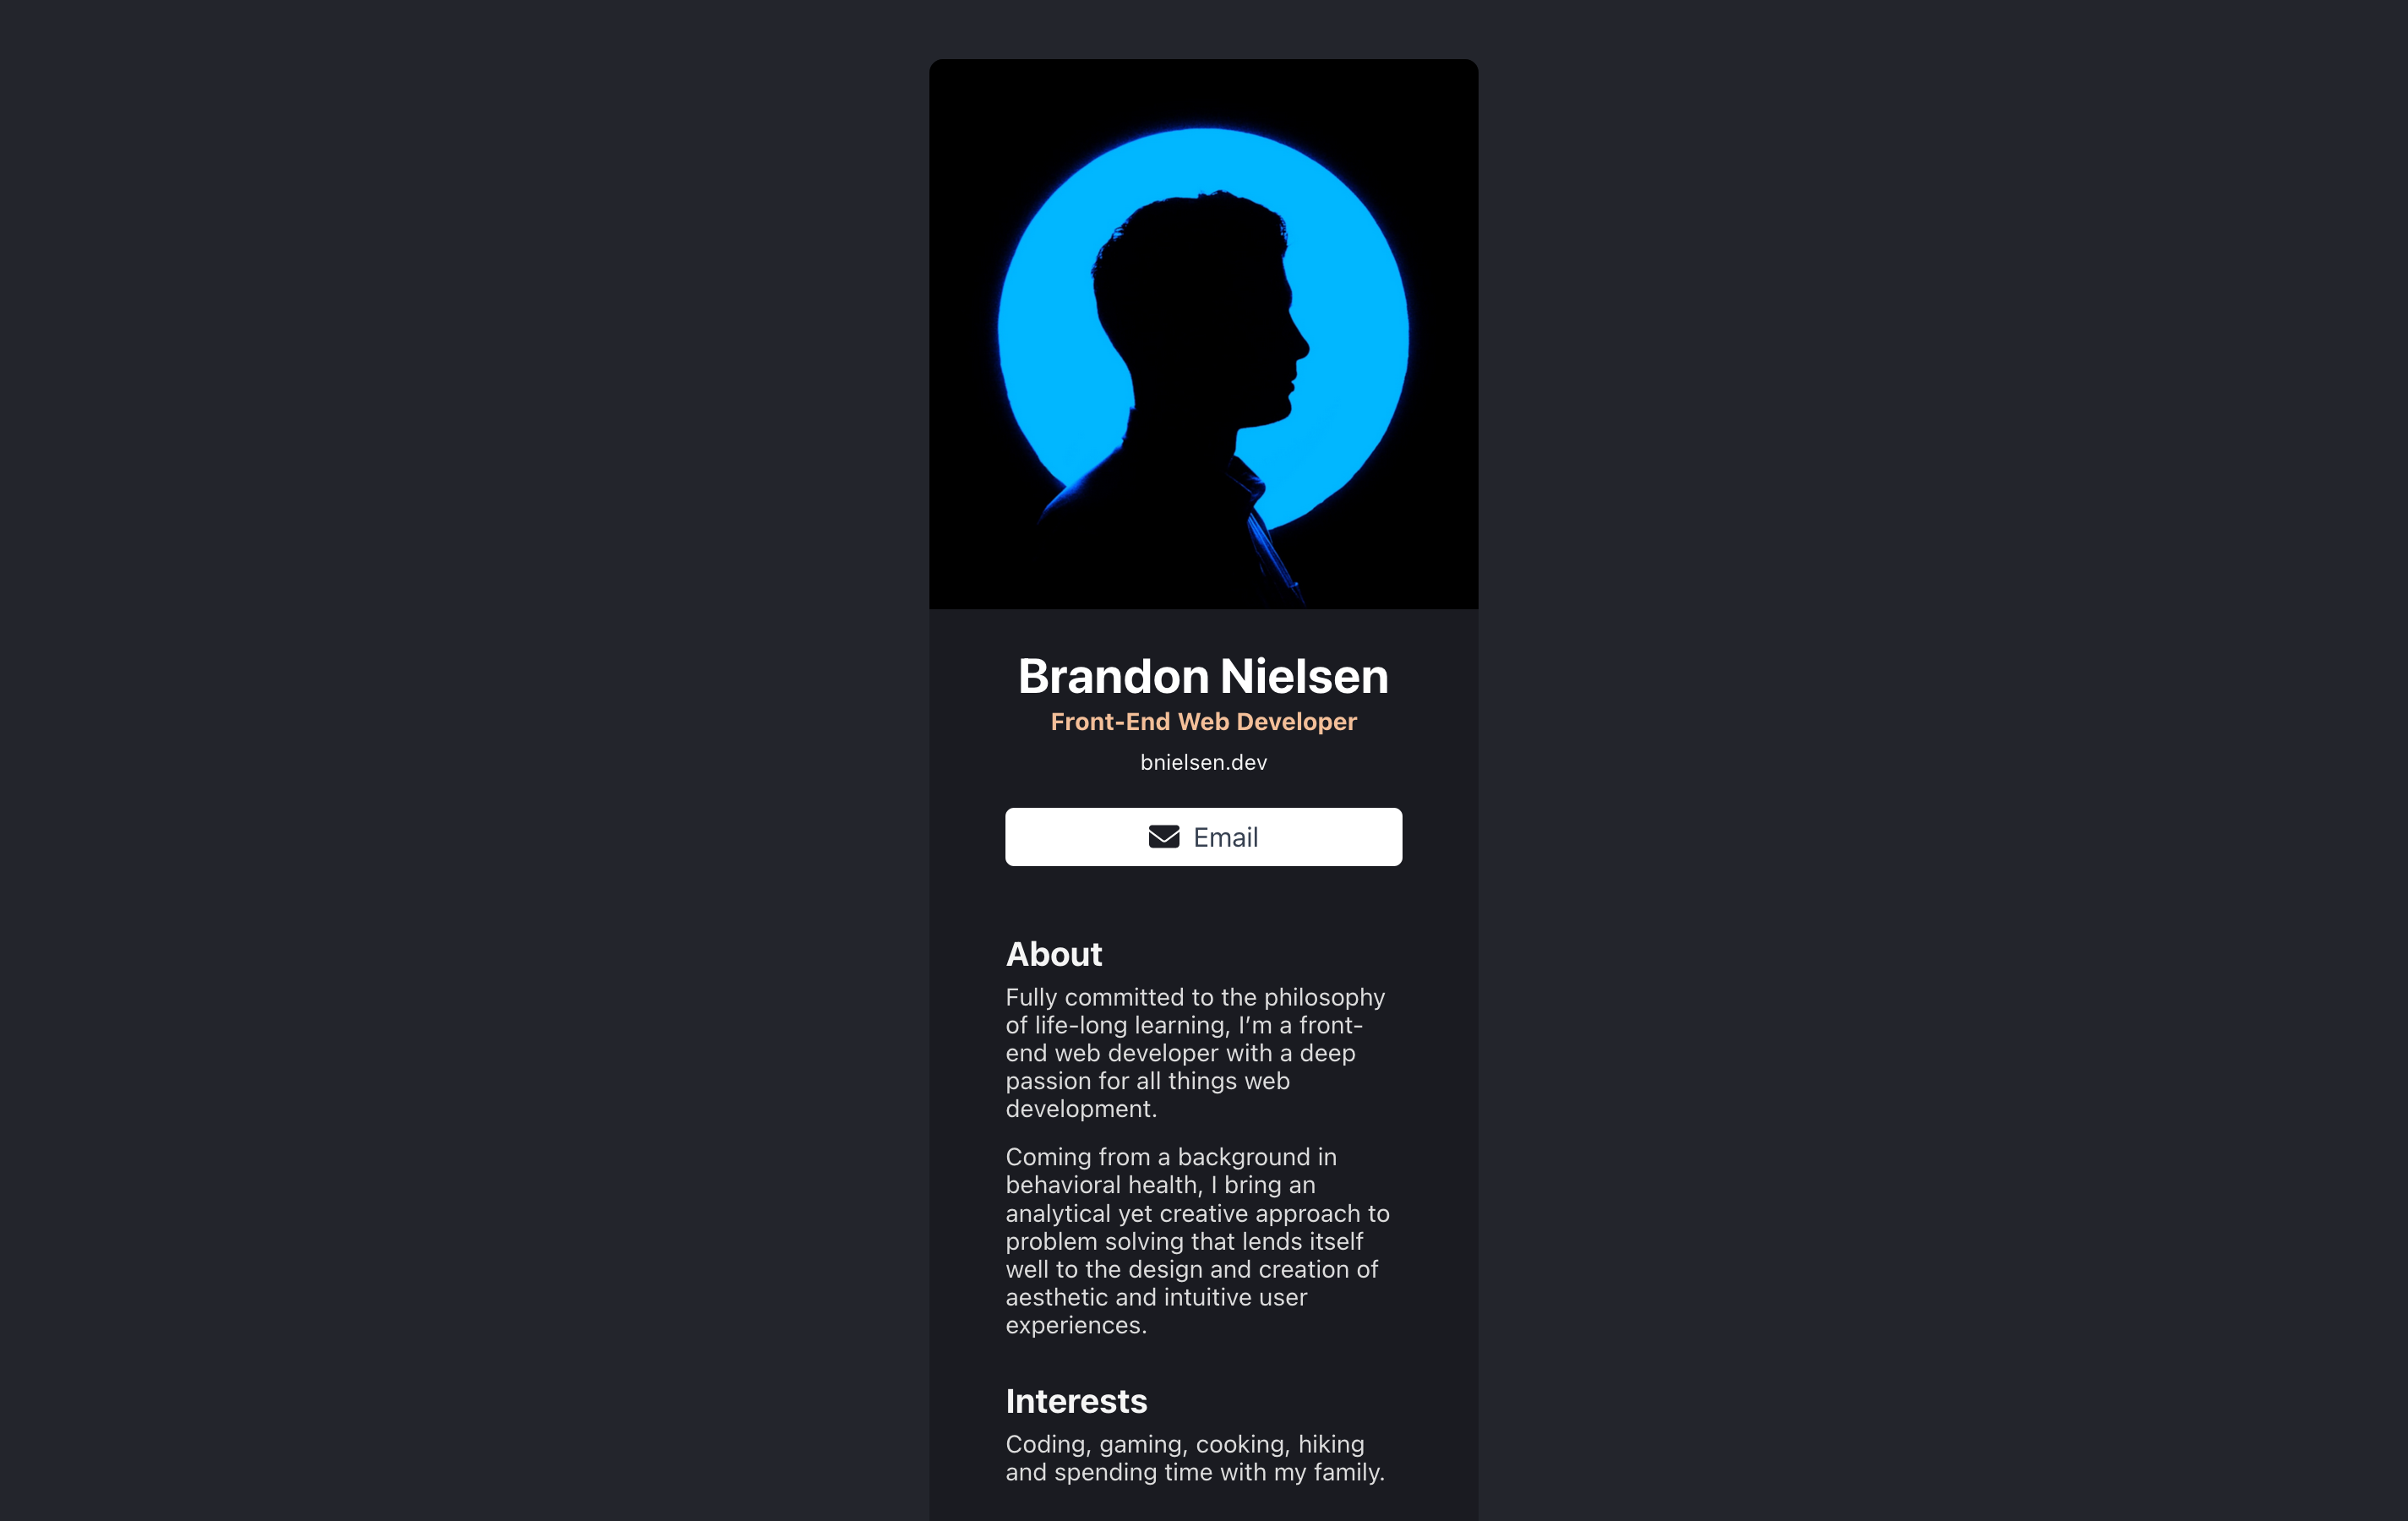 Brandon Nielsen
Front-End Web Developer
bnielsen.dev
Email
About
Fully committed to the philosophy
of life-long learning, I’m a front-
end web developer with a deep
passion for all things web
development.
Coming from a background in
behavioral health, I bring an
analytical yet creative approach to
problem solving that lends itself
well to the design and creation of
aesthetic and intuitive user
experiences.
Interests
Coding, gaming, cooking, hiking
and spending time with my family.